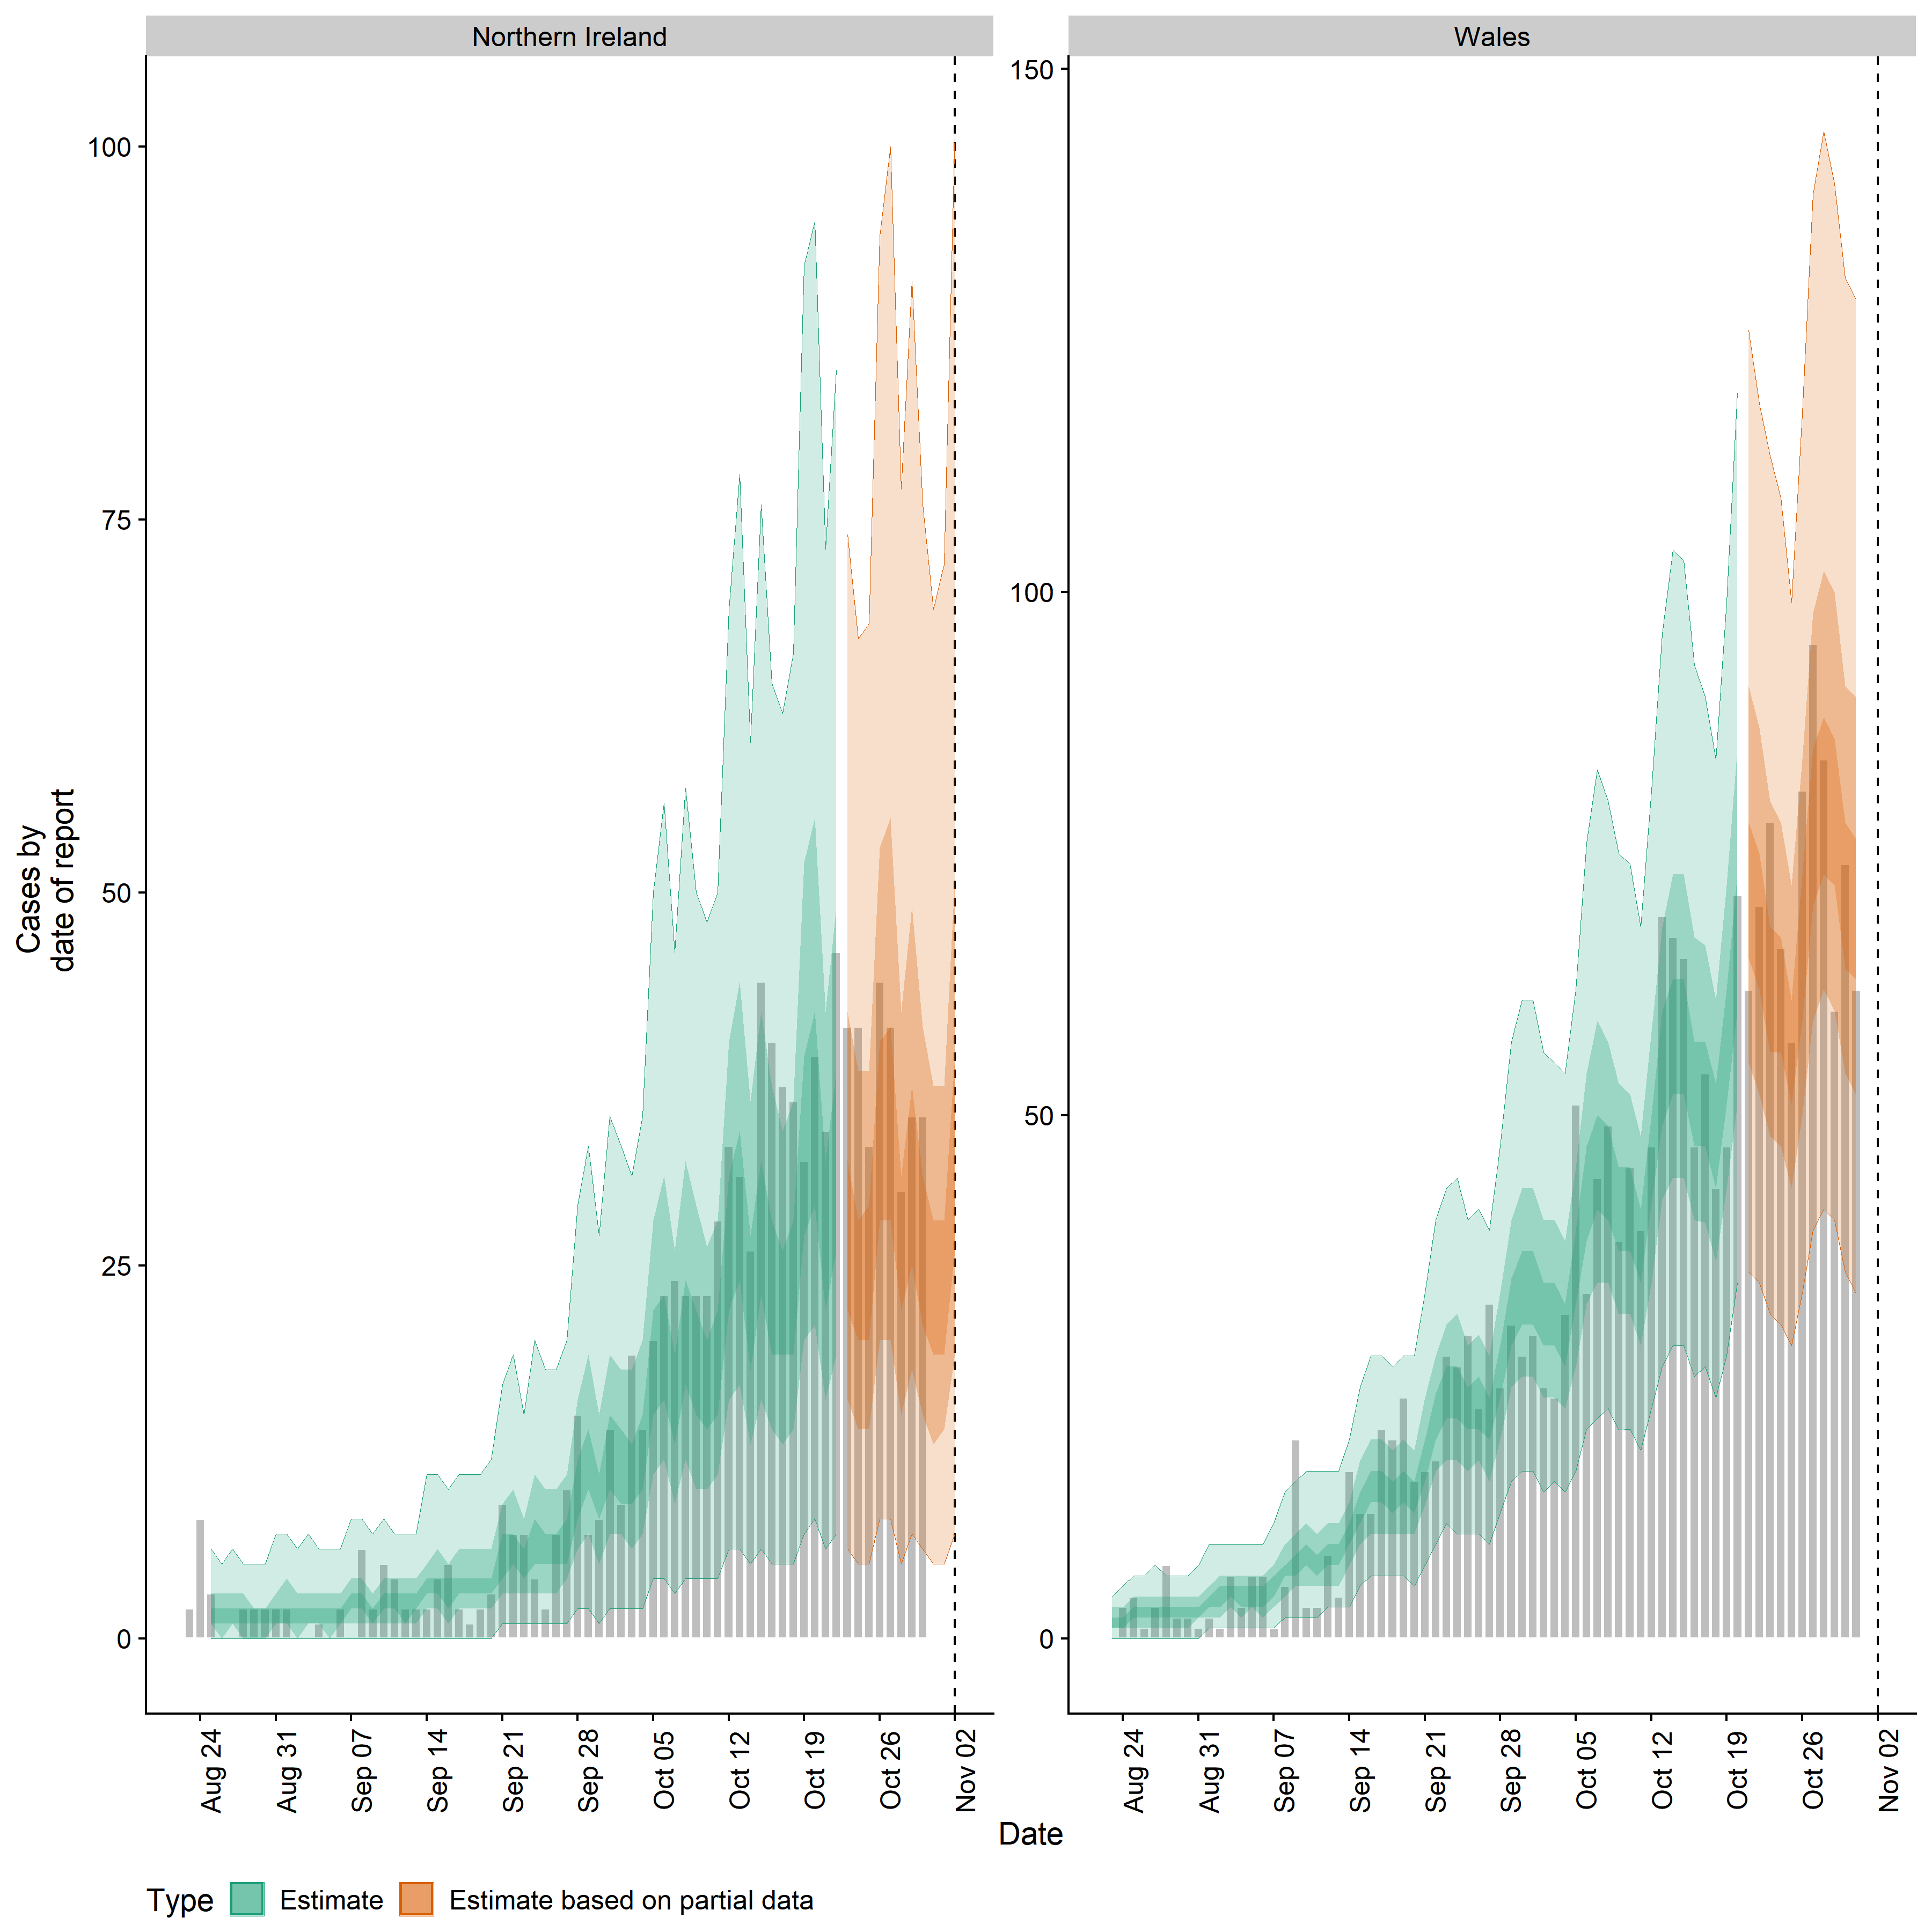 Northern Ireland
Wales
Cases by
date of report
100
75
50
25
0
150
100
50
0
Aug 24
Aug 31
Sep 07
Sep 14
Sep 21
Sep 28
Oct 05
Oct 12
Oct 19
Oct 26
Nov 02
Aug 24
Aug 31
Sep 07
Sep 14
Sep 21
Sep 28
Oct 05
Oct 12
Oct 19
Oct 26
Nov 02
Date
Type Estimate Estimate based on partial data